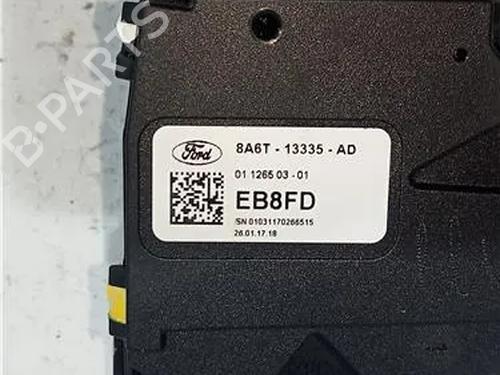 B-PARTS
Ford
8A6T - 13335 - AD
01 1265 03 - 01
EB8FD
/SN 01031170266515
26.01.17.18